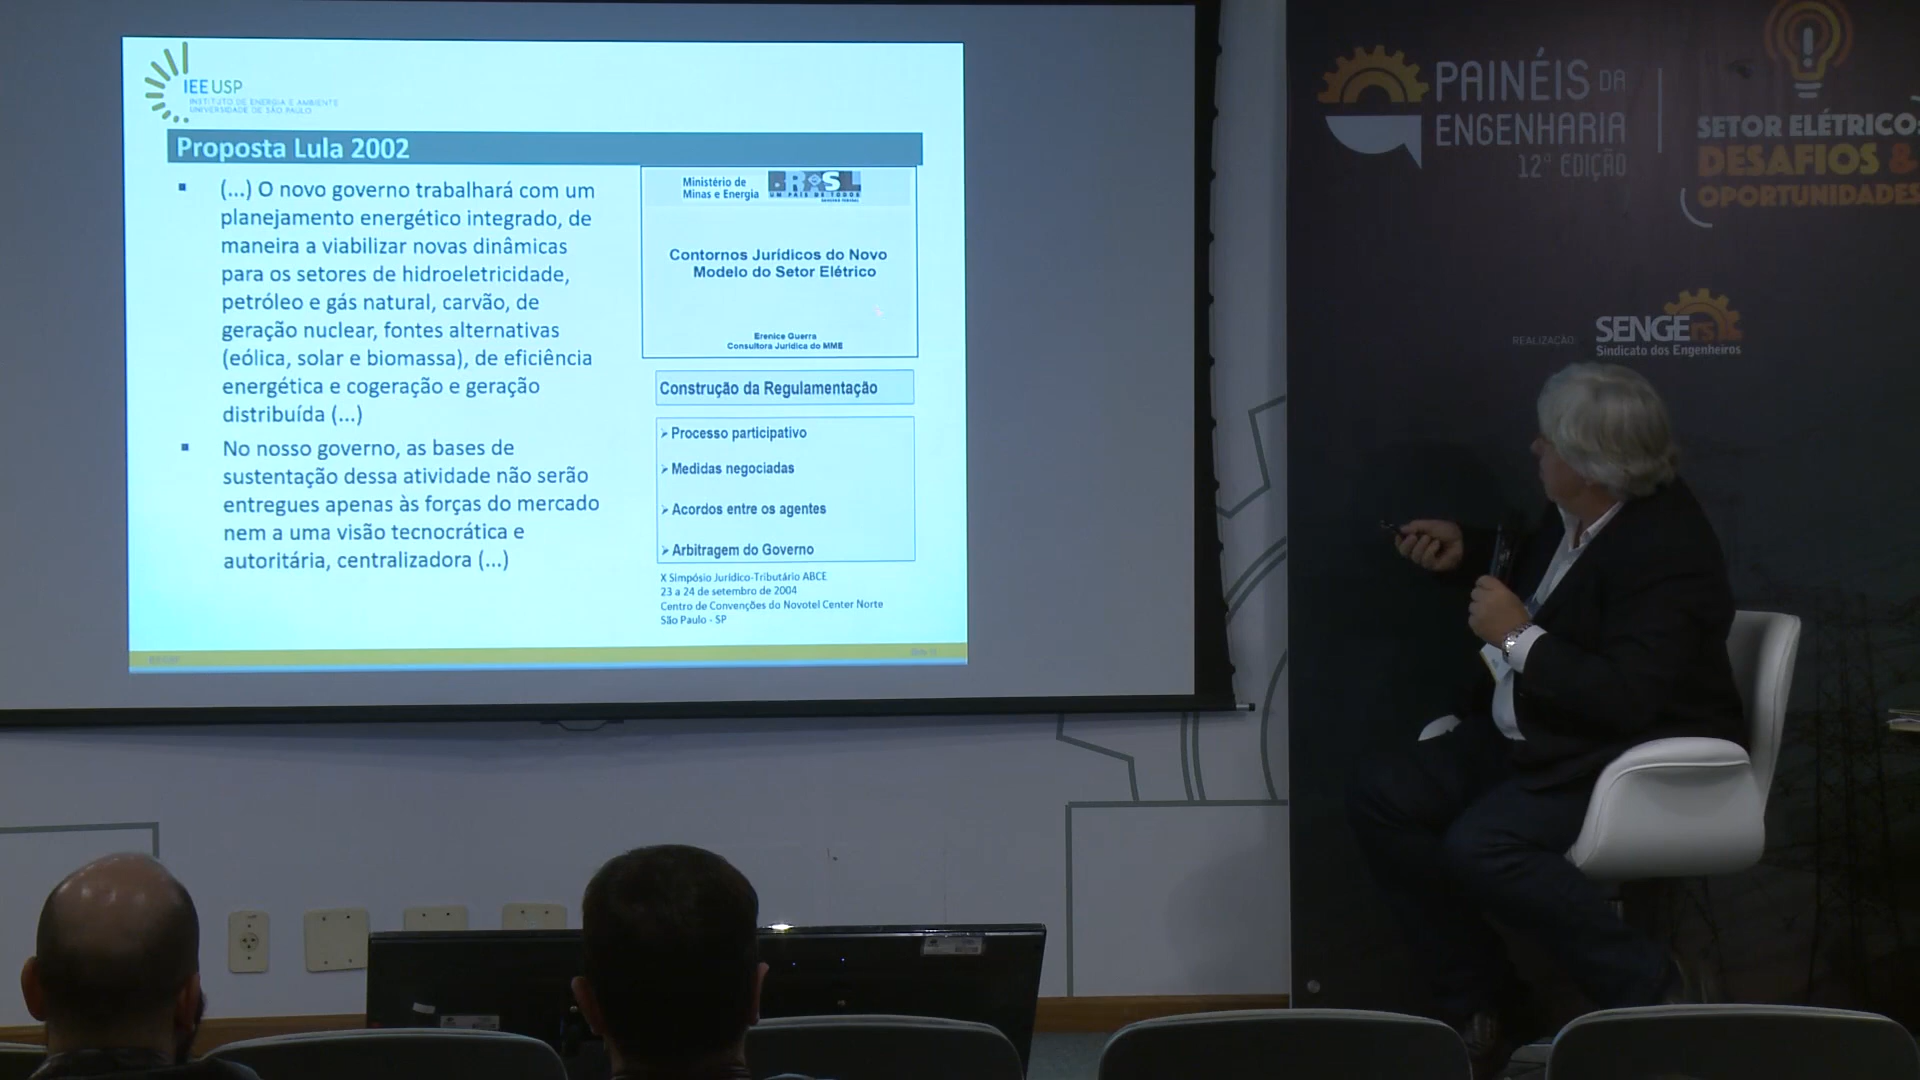 IEE USP
INSTITUTO DE ENERGIA E AMBIENTE
UNIVERSIDADE DE SÃO PAULO
Proposta Lula 2002
▪ (...) O novo governo trabalhará com um
planejamento energético integrado, de
maneira a viabilizar novas dinâmicas
para os setores de hidroeletricidade,
petróleo e gás natural, carvão, de
geração nuclear, fontes alternativas
(eólica, solar e biomassa), de eficiência
energética e cogeração e geração
distribuída (...)
▪ No nosso governo, as bases de
sustentação dessa atividade não serão
entregues apenas às forças do mercado
nem a uma visão tecnocrática e
autoritária, centralizadora (...)
Ministério de
Minas e Energia
BRASIL
UM PAÍS DE TODOS
GOVERNO FEDERAL
Contornos Jurídicos do Novo
Modelo do Setor Elétrico
Erenice Guerra
Consultora Jurídica do MME
Construção da Regulamentação
➢ Processo participativo
➢ Medidas negociadas
➢ Acordos entre os agentes
➢ Arbitragem do Governo
X Simpósio Jurídico-Tributário ABCE
23 a 24 de setembro de 2004
Centro de Convenções do Novotel Center Norte
São Paulo - SP
PAINÉIS DA
ENGENHARIA
12ª EDIÇÃO
SETOR ELÉTRICO:
DESAFIOS &
OPORTUNIDADES
REALIZAÇÃO:
SENGE rs
Sindicato dos Engenheiros